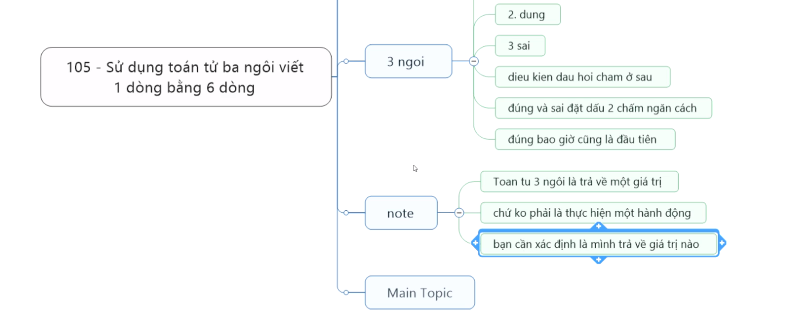 105 - Sử dụng toán tử ba ngôi viết
1 dòng bằng 6 dòng
3 ngoi
2. dung
3 sai
dieu kien dau hoi cham ở sau
đúng và sai đặt dấu 2 chấm ngăn cách
đúng bao giờ cũng là đầu tiên
note
Toan tu 3 ngôi là trả về một giá trị
chứ ko phải là thực hiện một hành động
bạn cần xác định là mình trả về giá trị nào
Main Topic